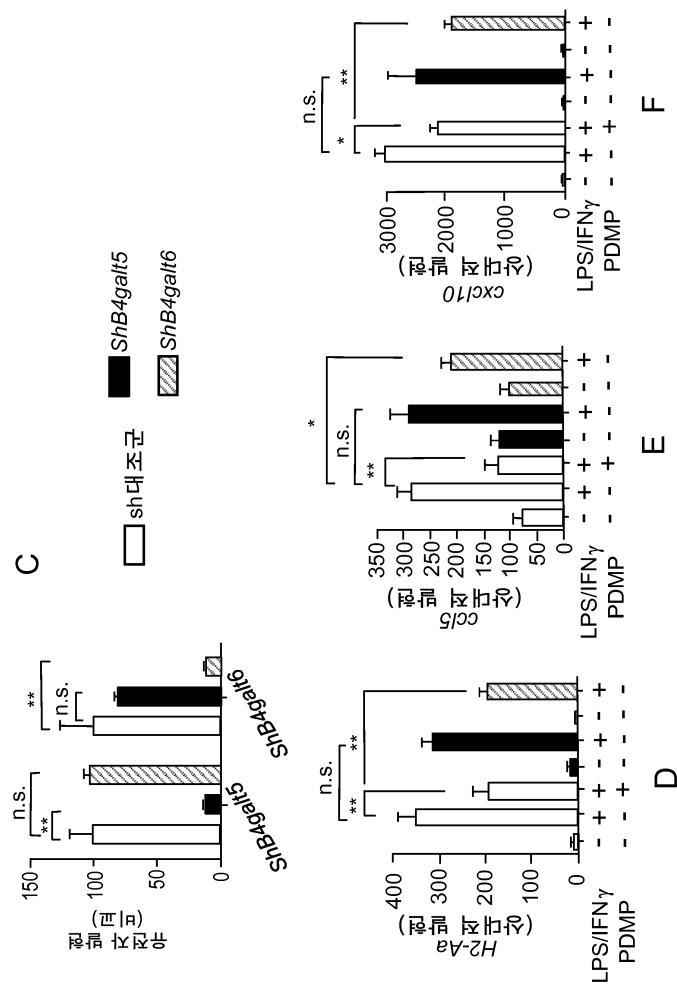 C
유전자 발현
(비교)
150
100
50
0
**
n.s.
n.s.
**
ShB4galt5
ShB4galt6
sh대조군
ShB4galt5
ShB4galt6
H2-Aa
(상대적 발현)
400
300
200
100
0
**
n.s.
**
LPS/IFNγ - + + - + - +
PDMP - - + - - - -
D
ccl5
(상대적 발현)
350
300
250
200
150
100
50
0
**
n.s.
*
LPS/IFNγ - + + - + - +
PDMP - - + - - - -
E
cxcl10
(상대적 발현)
3000
2000
1000
0
*
n.s.
**
LPS/IFNγ - + + - + - +
PDMP - - + - - - -
F